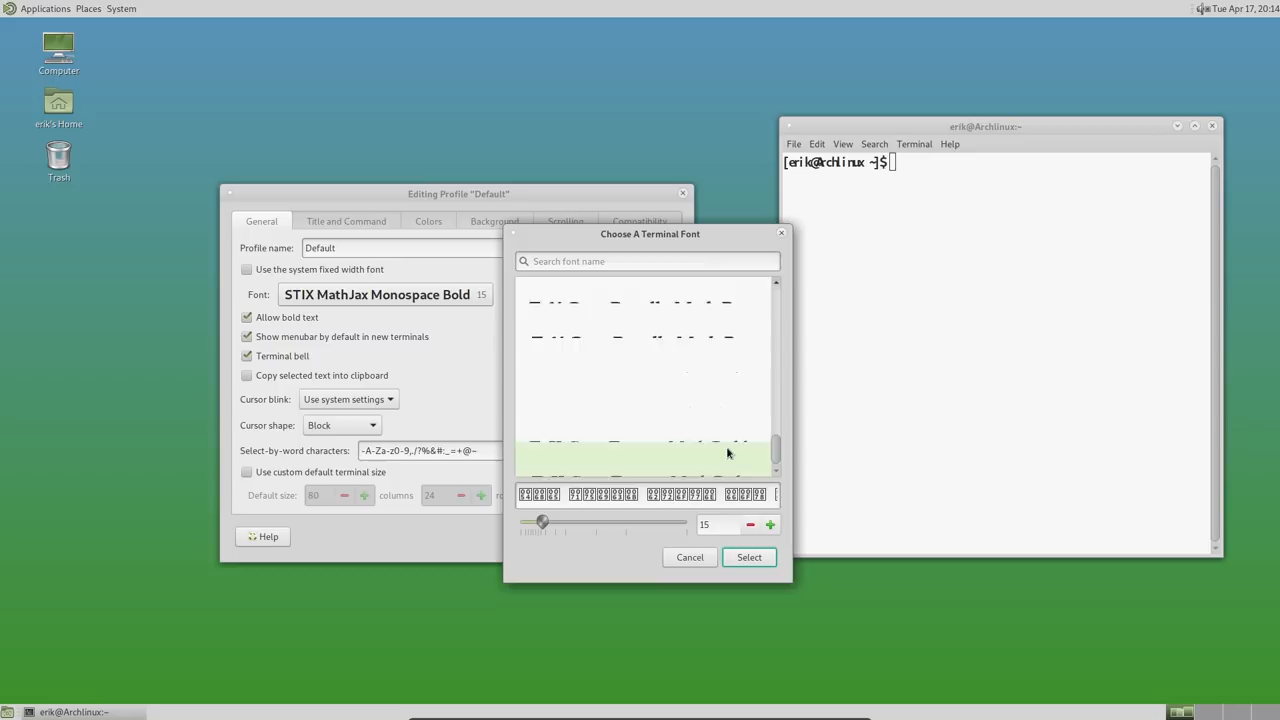 Applications Places System
Tue Apr 17, 20:14
Computer
erik's Home
Trash
erik@Archlinux:~
File Edit View Search Terminal Help
[erik@Archlinux ~]$
Editing Profile "Default"
General Title and Command Colors Background Scrolling Compatibility
Profile name: Default
Use the system fixed width font
Font: STIX MathJax Monospace Bold 15
Allow bold text
Show menubar by default in new terminals
Terminal bell
Copy selected text into clipboard
Cursor blink: Use system settings
Cursor shape: Block
Select-by-word characters: -A-Za-z0-9,./?%&#:_=+@~
Use custom default terminal size
Default size: 80 columns 24
Help
Choose A Terminal Font
Search font name
15
Cancel Select
erik@Archlinux:~